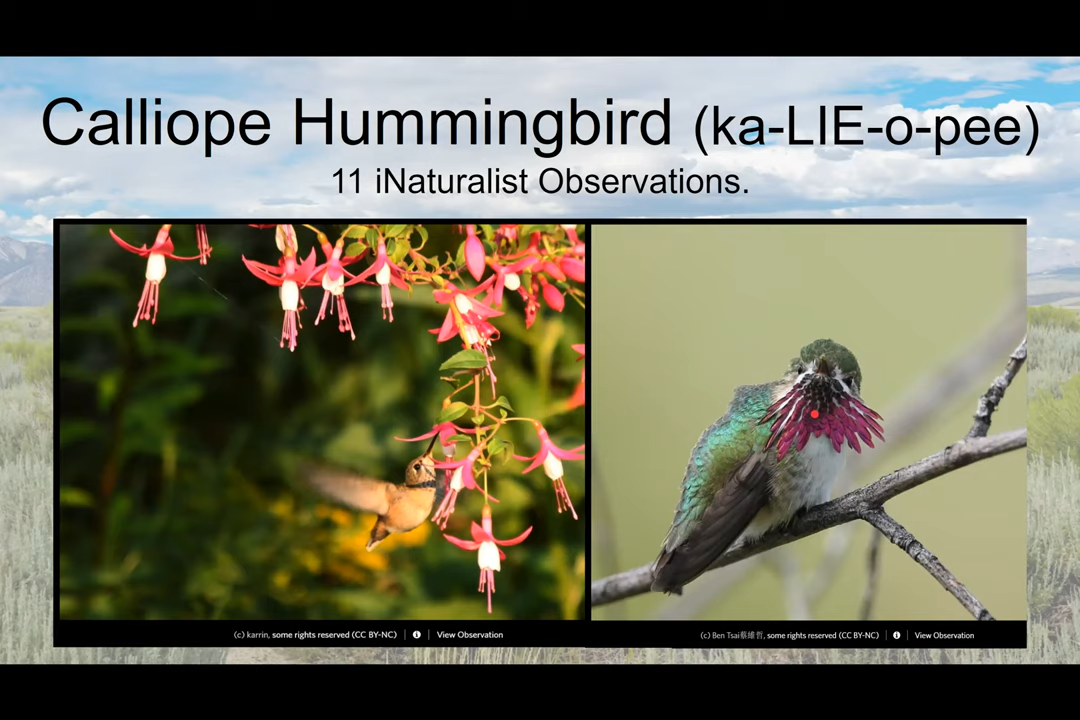 Calliope Hummingbird (ka-LIE-o-pee)
11 iNaturalist Observations.
(c) karrin, some rights reserved (CC BY-NC) | View Observation
(c) Ben Tsai蔡維哲, some rights reserved (CC BY-NC) | View Observation